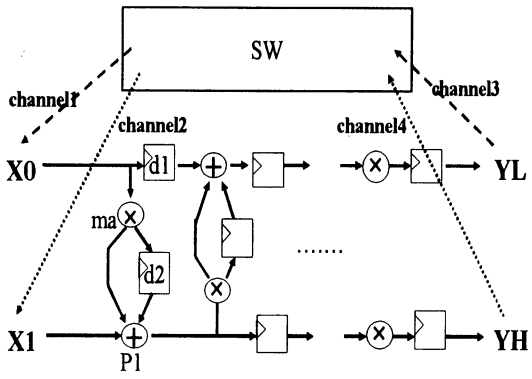 SW
channel1
channel3
channel2
channel4
X0
d1
+
×
YL
ma
×
d2
×
.......
X1
+
×
YH
P1